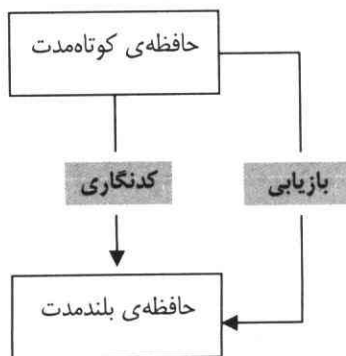 حافظه‌ی کوتاه‌مدت
بازیابی
کدنگاری
حافظه‌ی بلندمدت